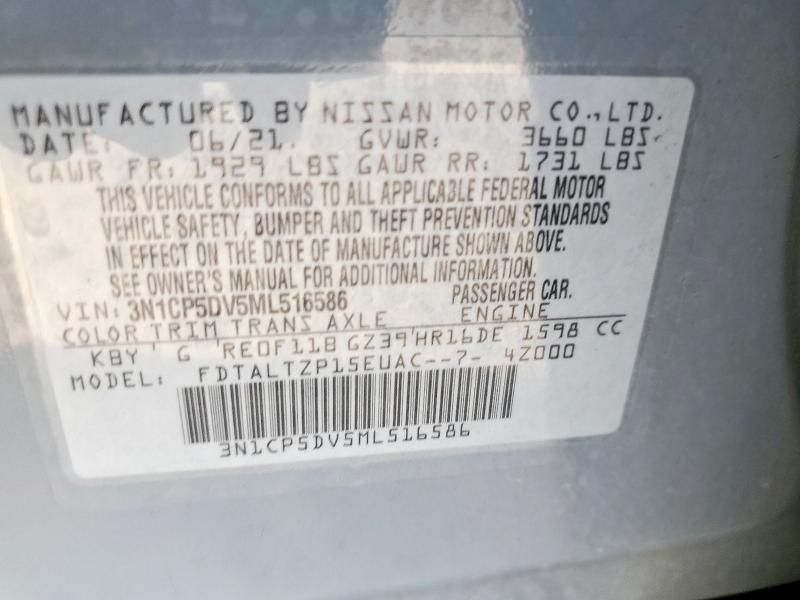 MANUFACTURED BY NISSAN MOTOR CO.,LTD.
DATE: 06/21. GVWR: 3660 LBS
GAWR FR: 1929 LBS GAWR RR: 1731 LBS
THIS VEHICLE CONFORMS TO ALL APPLICABLE FEDERAL MOTOR
VEHICLE SAFETY, BUMPER AND THEFT PREVENTION STANDARDS
IN EFFECT ON THE DATE OF MANUFACTURE SHOWN ABOVE.
SEE OWNER'S MANUAL FOR ADDITIONAL INFORMATION.
VIN: 3N1CP5DV5ML516586 PASSENGER CAR.
COLOR TRIM TRANS AXLE ENGINE
KBY G RE0F11B GZ39 HR16DE 1598 CC
MODEL: FDTALTZP15EUAC--7- 4Z000
3N1CP5DV5ML516586